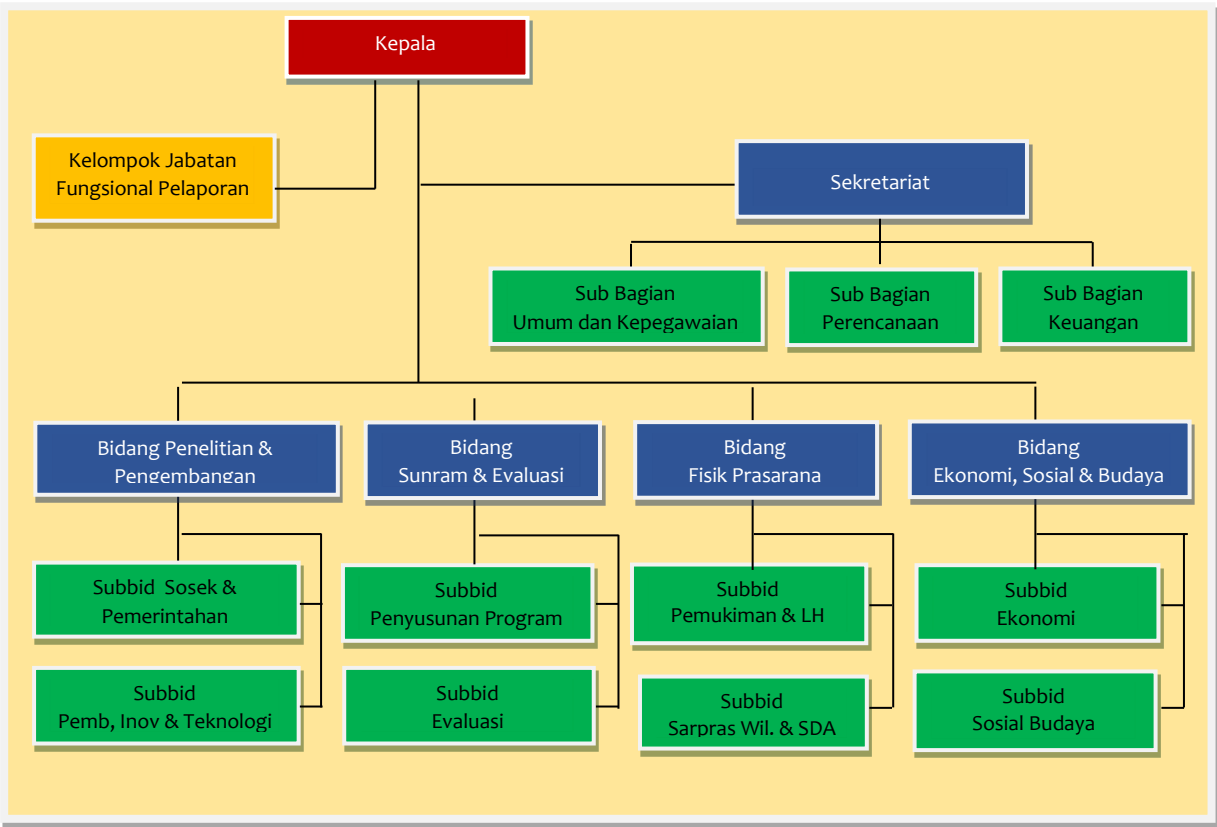 Kepala
Kelompok Jabatan
Fungsional Pelaporan
Sekretariat
Sub Bagian
Umum dan Kepegawaian
Sub Bagian
Perencanaan
Sub Bagian
Keuangan
Bidang Penelitian &
Pengembangan
Bidang
Sunram & Evaluasi
Bidang
Fisik Prasarana
Bidang
Ekonomi, Sosial & Budaya
Subbid Sosek &
Pemerintahan
Subbid
Penyusunan Program
Subbid
Pemukiman & LH
Subbid
Ekonomi
Subbid
Pemb, Inov & Teknologi
Subbid
Evaluasi
Subbid
Sarpras Wil. & SDA
Subbid
Sosial Budaya